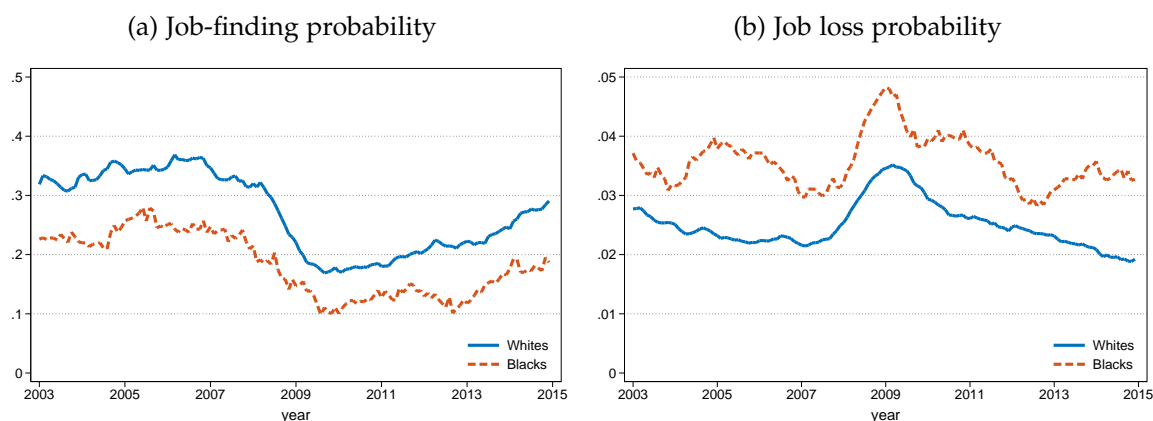 (a) Job-finding probability
.5
.4
.3
.2
.1
0
Whites
Blacks
2003 2005 2007 2009 2011 2013 2015
year
(b) Job loss probability
.05
.04
.03
.02
.01
0
Whites
Blacks
2003 2005 2007 2009 2011 2013 2015
year